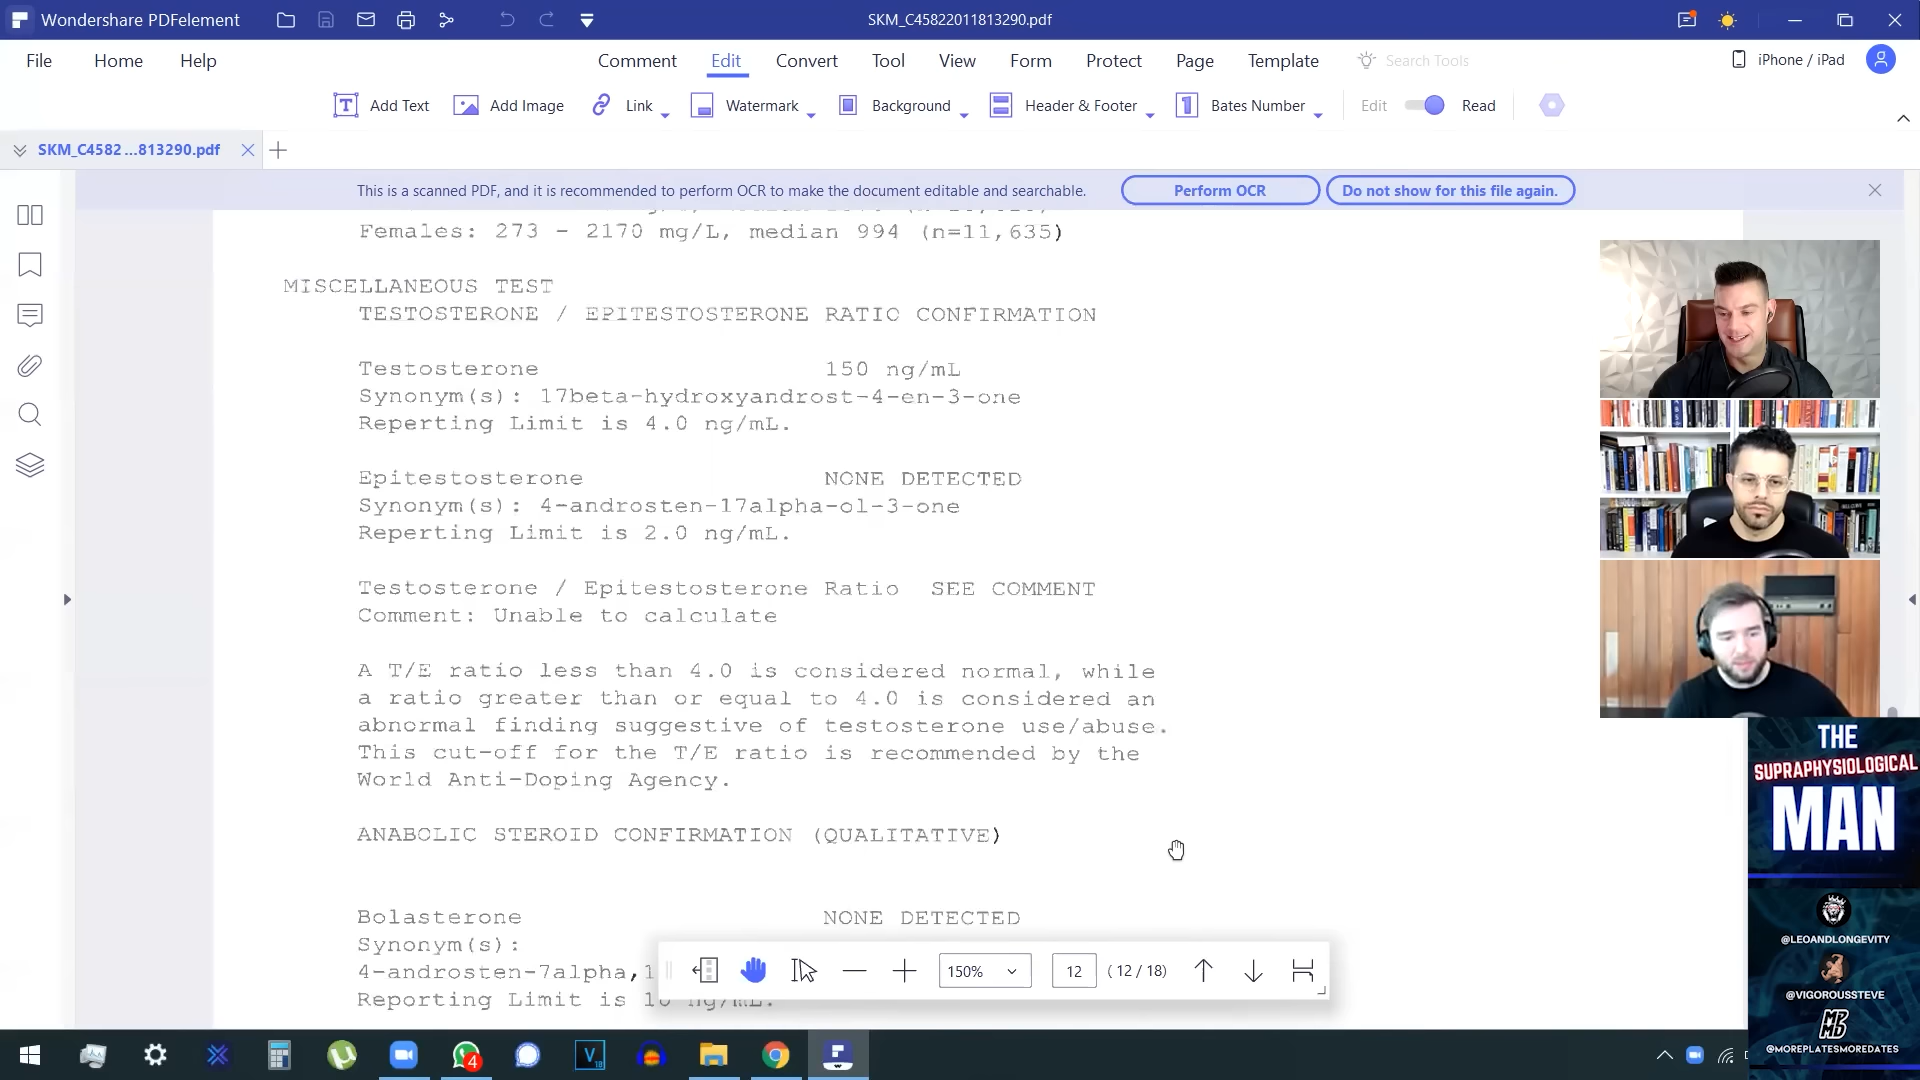 Wondershare PDFelement
SKM_C45822011813290.pdf
File Home Help
Comment Edit Convert Tool View Form Protect Page Template Search Tools
iPhone / iPad
Add Text Add Image Link Watermark Background Header & Footer Bates Number Edit Read
SKM_C4582 ...813290.pdf
This is a scanned PDF, and it is recommended to perform OCR to make the document editable and searchable.
Perform OCR
Do not show for this file again.
Females: 273 - 2170 mg/L, median 994 (n=11,635)
MISCELLANEOUS TEST
TESTOSTERONE / EPITESTOSTERONE RATIO CONFIRMATION
Testosterone 150 ng/mL
Synonym(s): 17beta-hydroxyandrost-4-en-3-one
Reporting Limit is 4.0 ng/mL.
Epitestosterone NONE DETECTED
Synonym(s): 4-androsten-17alpha-ol-3-one
Reporting Limit is 2.0 ng/mL.
Testosterone / Epitestosterone Ratio SEE COMMENT
Comment: Unable to calculate
A T/E ratio less than 4.0 is considered normal, while
a ratio greater than or equal to 4.0 is considered an
abnormal finding suggestive of testosterone use/abuse.
This cut-off for the T/E ratio is recommended by the
World Anti-Doping Agency.
ANABOLIC STEROID CONFIRMATION (QUALITATIVE)
Bolasterone NONE DETECTED
Synonym(s):
4-androsten-7alpha,1
Reporting Limit is 10 ng/mL.
150%
12
( 12 / 18 )
THE
SUPRAPHYSIOLOGICAL
MAN
@LEOANDLONGEVITY
@VIGOROUSSTEVE
@MOREPLATESMOREDATES
4
V
18